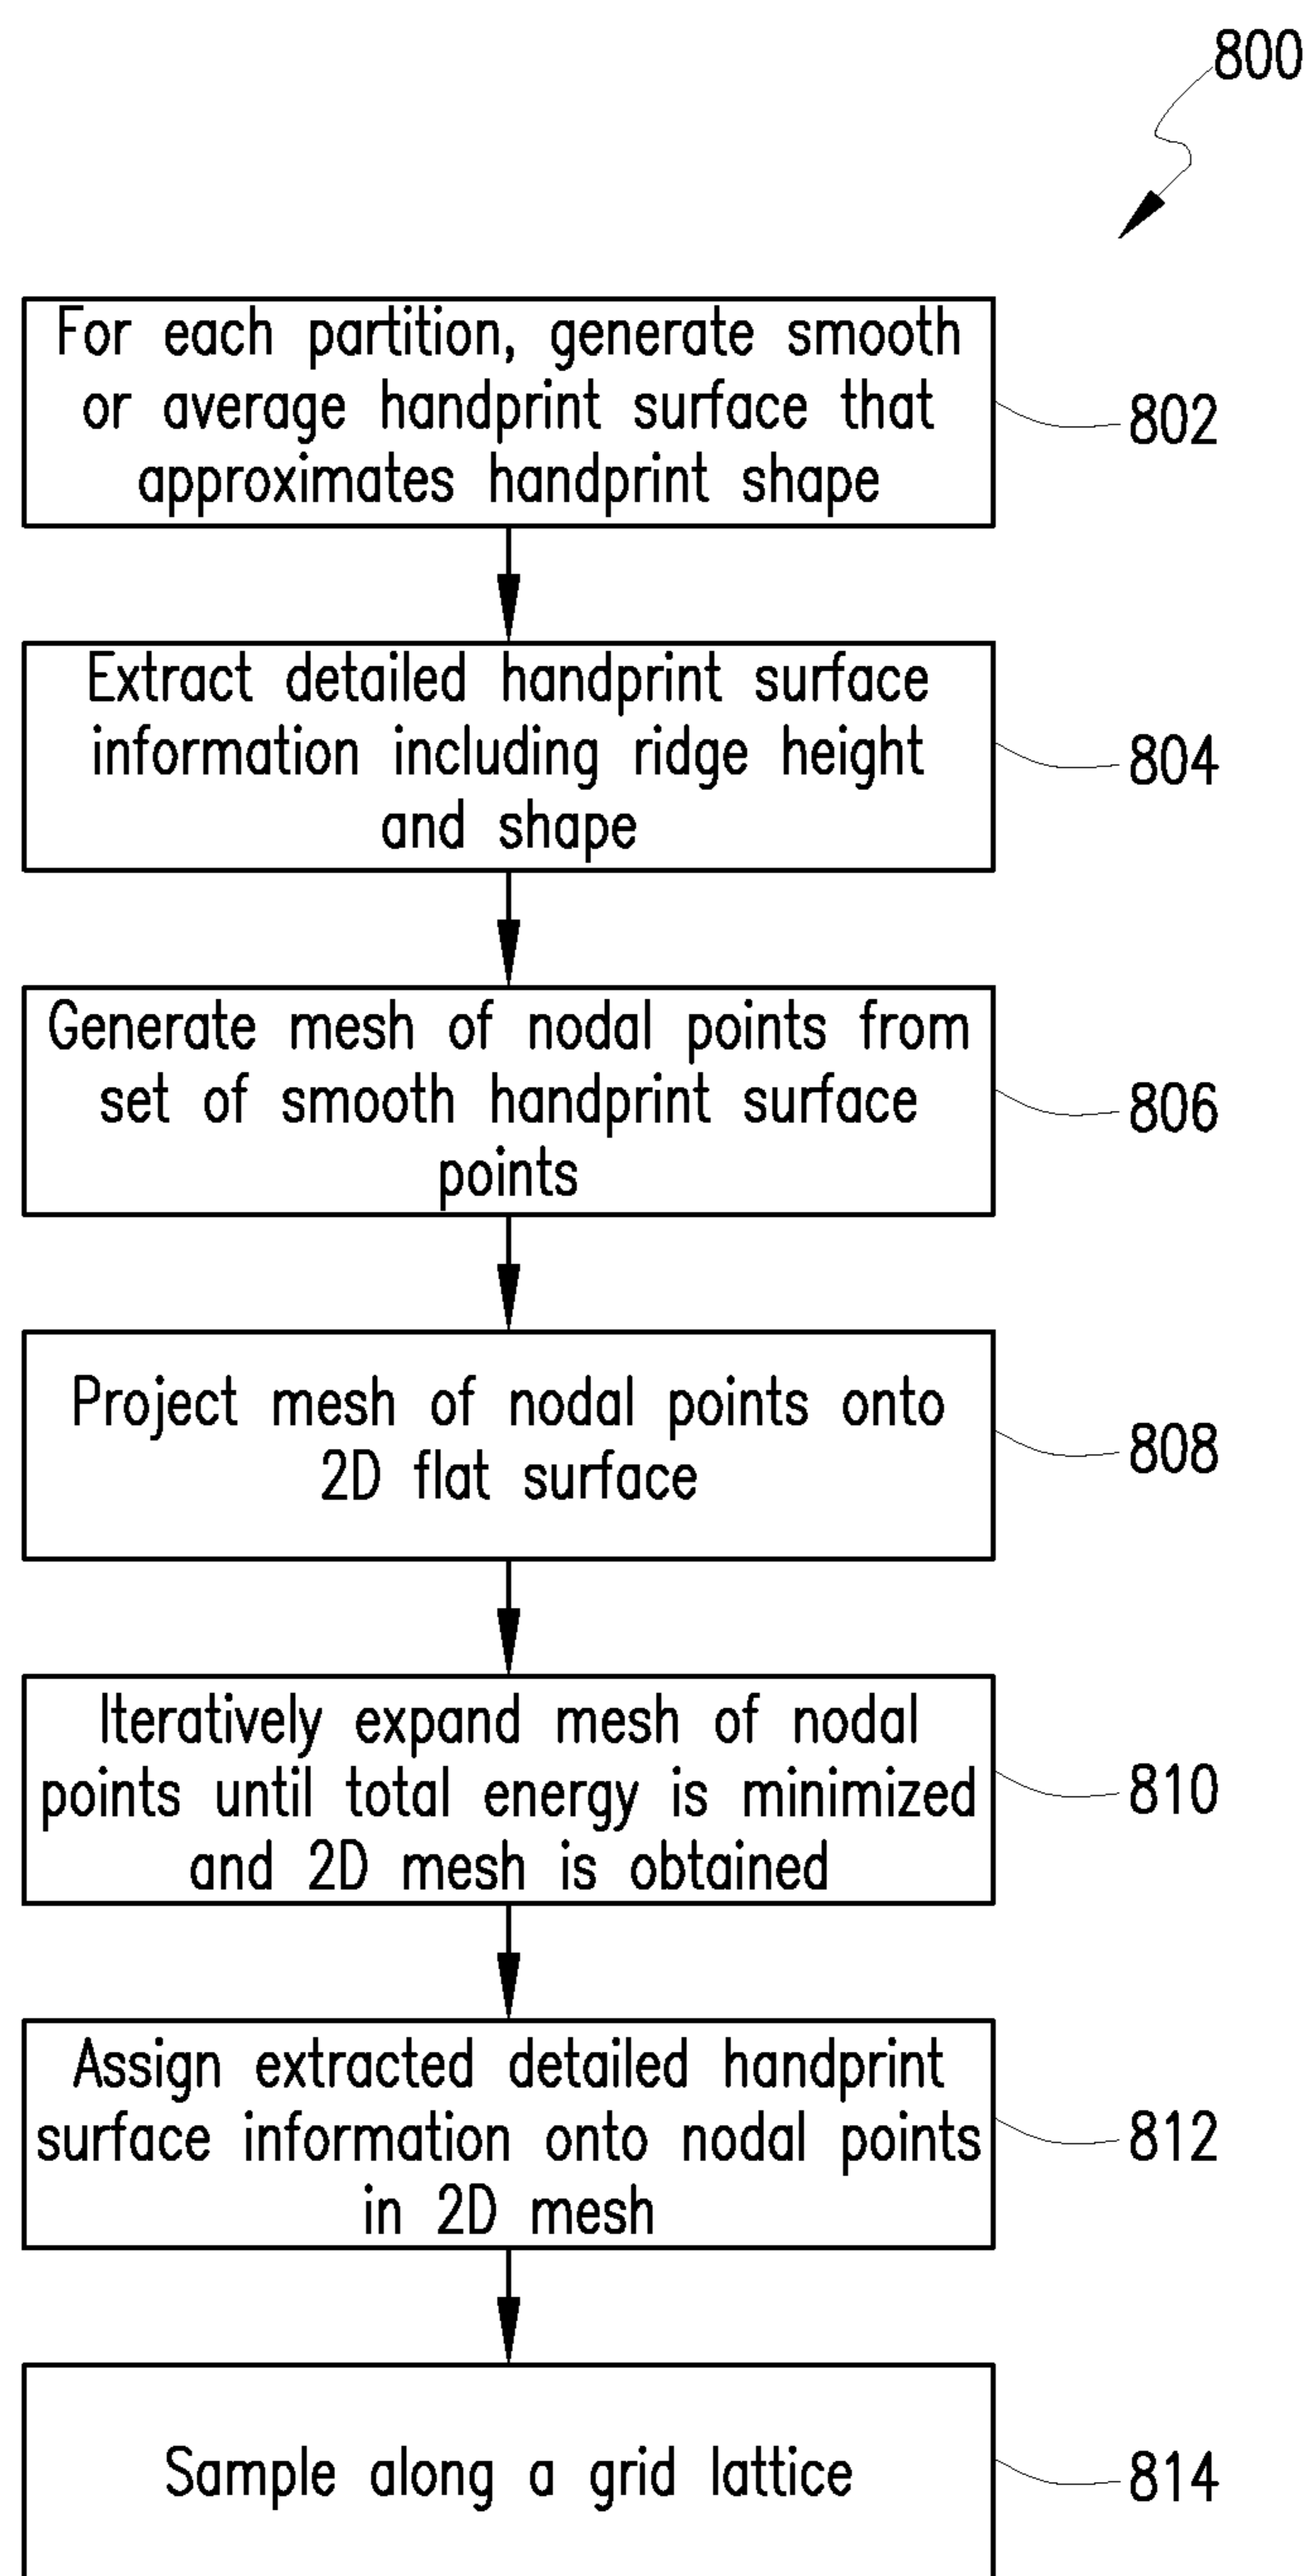 800
For each partition, generate smooth
or average handprint surface that
approximates handprint shape
802
Extract detailed handprint surface
information including ridge height
and shape
804
Generate mesh of nodal points from
set of smooth handprint surface
points
806
Project mesh of nodal points onto
2D flat surface
808
Iteratively expand mesh of nodal
points until total energy is minimized
and 2D mesh is obtained
810
Assign extracted detailed handprint
surface information onto nodal points
in 2D mesh
812
Sample along a grid lattice
814